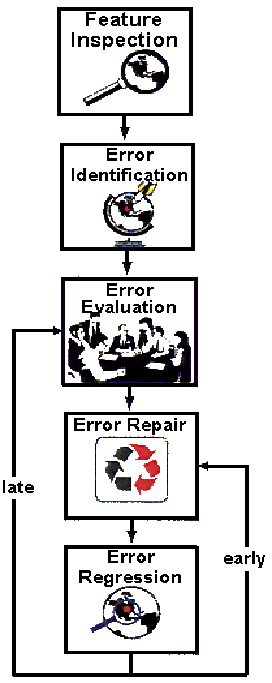 Feature
Inspection
Error
Identification
Error
Evaluation
Error Repair
late
early
Error
Regression